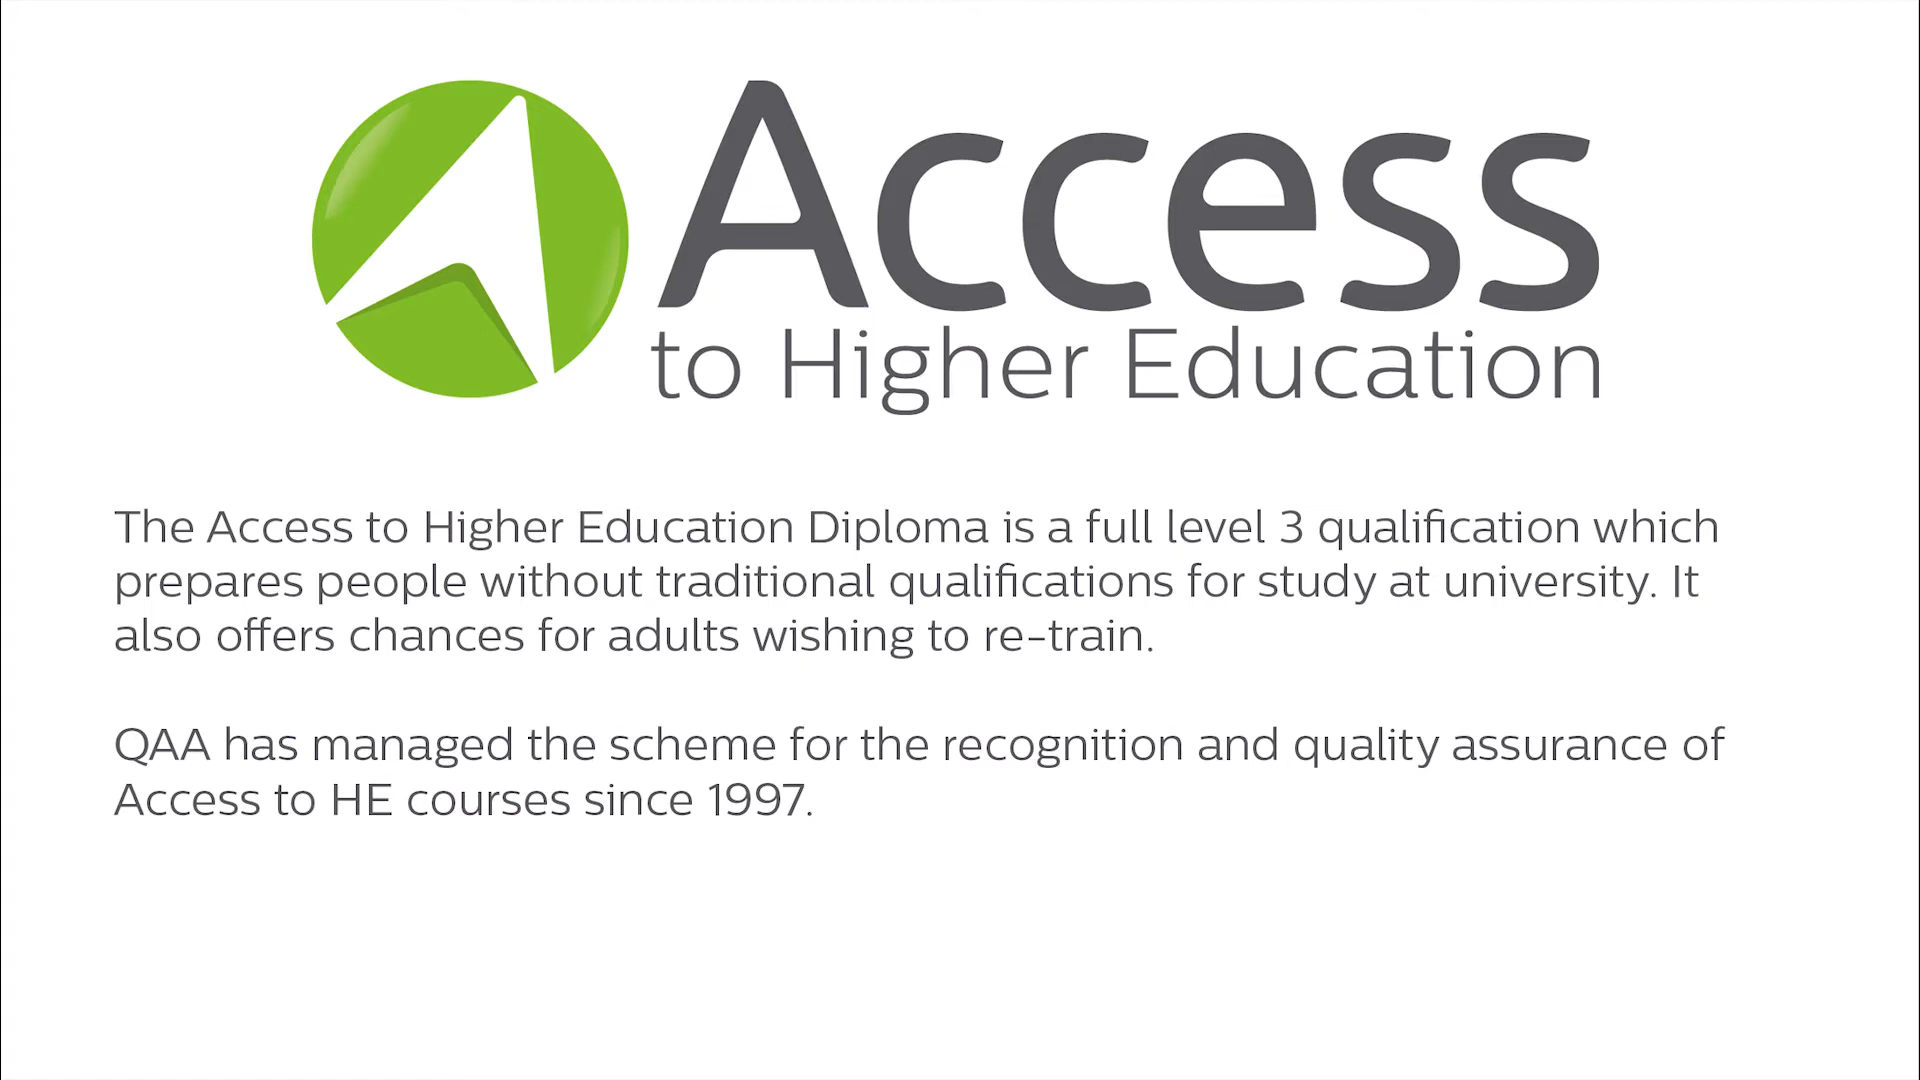 Access
to Higher Education
The Access to Higher Education Diploma is a full level 3 qualification which
prepares people without traditional qualifications for study at university. It
also offers chances for adults wishing to re-train.
QAA has managed the scheme for the recognition and quality assurance of
Access to HE courses since 1997.